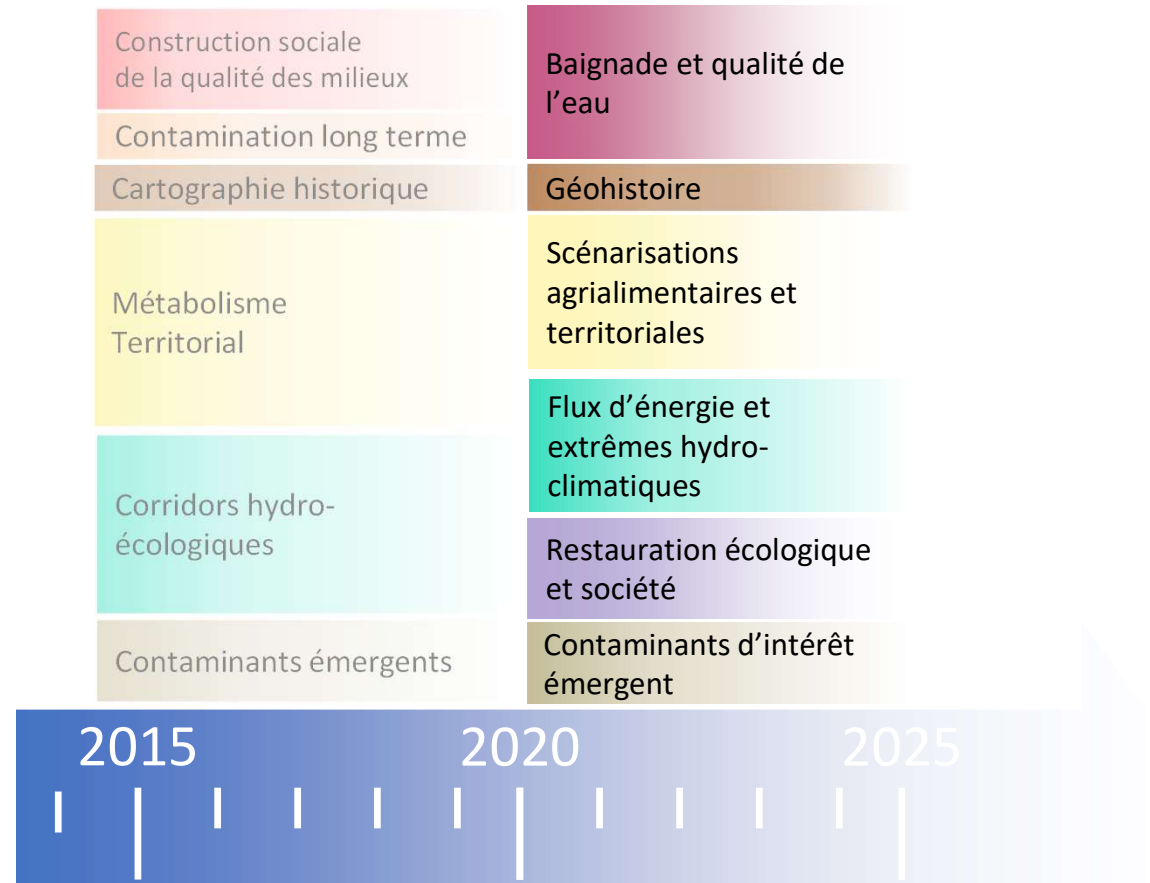 Construction sociale
de la qualité des milieux
Contamination long terme
Cartographie historique
Métabolisme
Territorial
Corridors hydro-
écologiques
Contaminants émergents
Baignade et qualité de
l’eau
Géohistoire
Scénarisations
agrialimentaires et
territoriales
Flux d’énergie et
extrêmes hydro-
climatiques
Restauration écologique
et société
Contaminants d’intérêt
émergent
2015
2020
2025